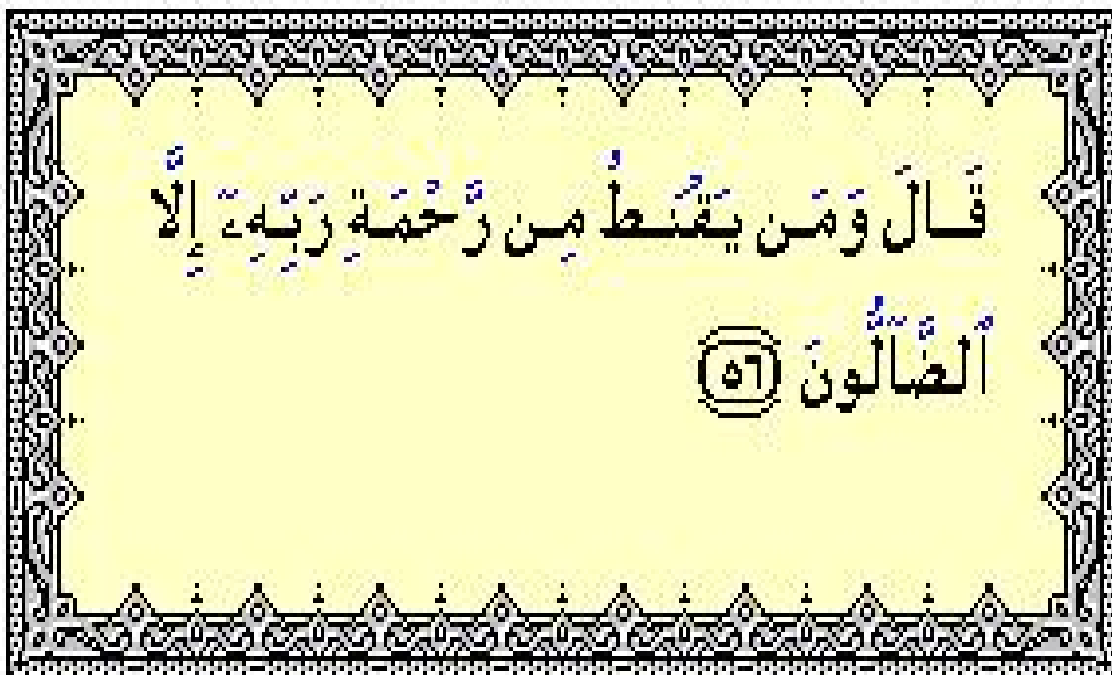 قَالَ وَمَن يَقْنَطُ مِن رَّحْمَةِ رَبِّهِۦٓ إِلَّا
ٱلضَّآلُّونَ ٥٦